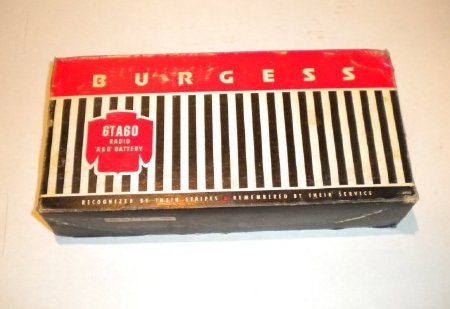 BURGESS
6TA60
RADIO
"A & B" BATTERY
RECOGNIZED BY THEIR STRIPES • REMEMBERED BY THEIR SERVICE